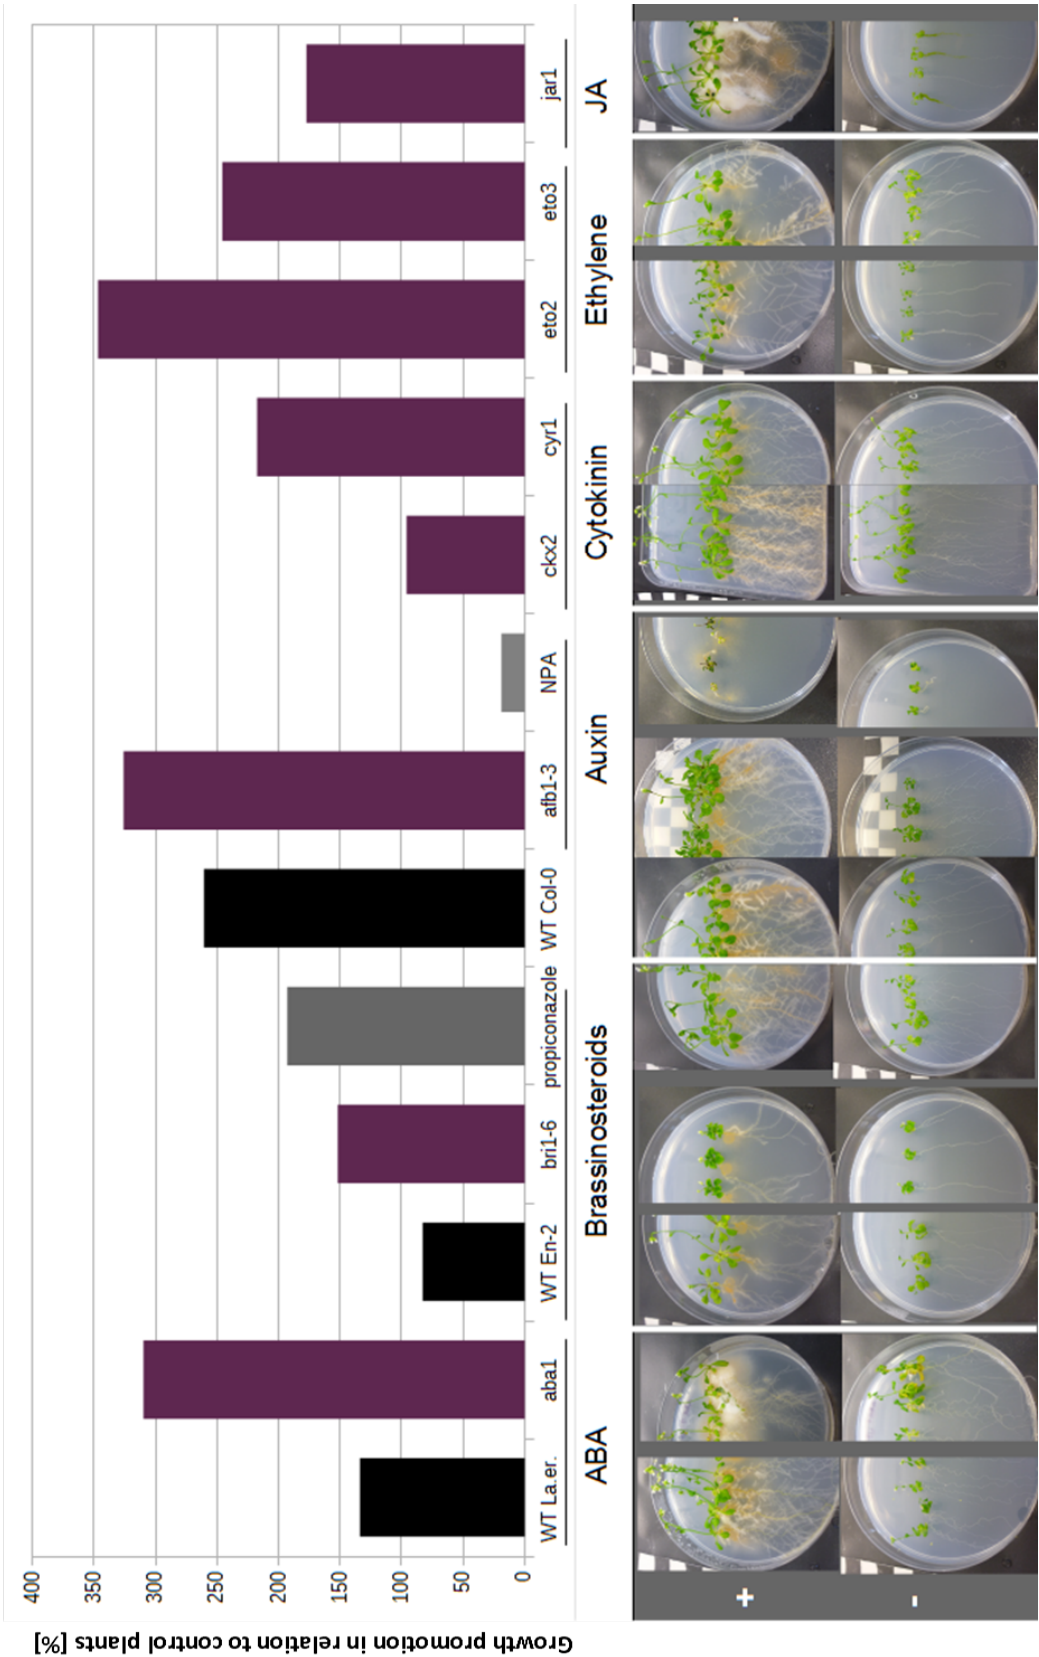 Growth promotion in relation to control plants [%]
400
350
300
250
200
150
100
50
0
WT La.er.
aba1
WT En-2
bri1-6
propiconazole
WT Col-0
afb1-3
NPA
ckx2
cyr1
eto2
eto3
jar1
ABA
Brassinosteroids
Auxin
Cytokinin
Ethylene
JA
+
-